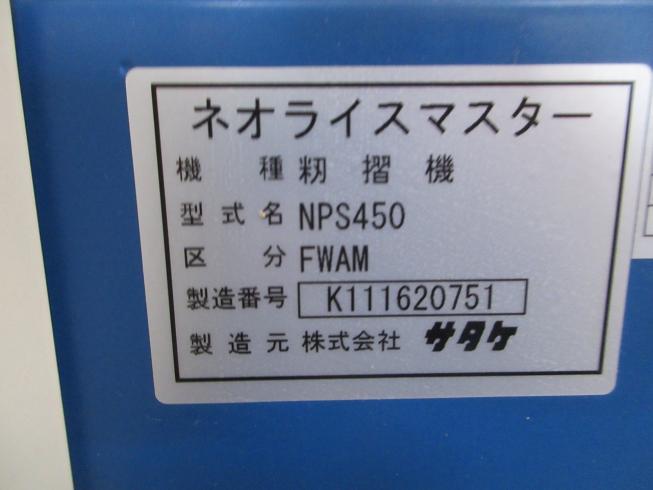 ネオライスマスター
機種 籾摺機
型式名 NPS450
区分 FWAM
製造番号 K111620751
製造元 株式会社 サタケ